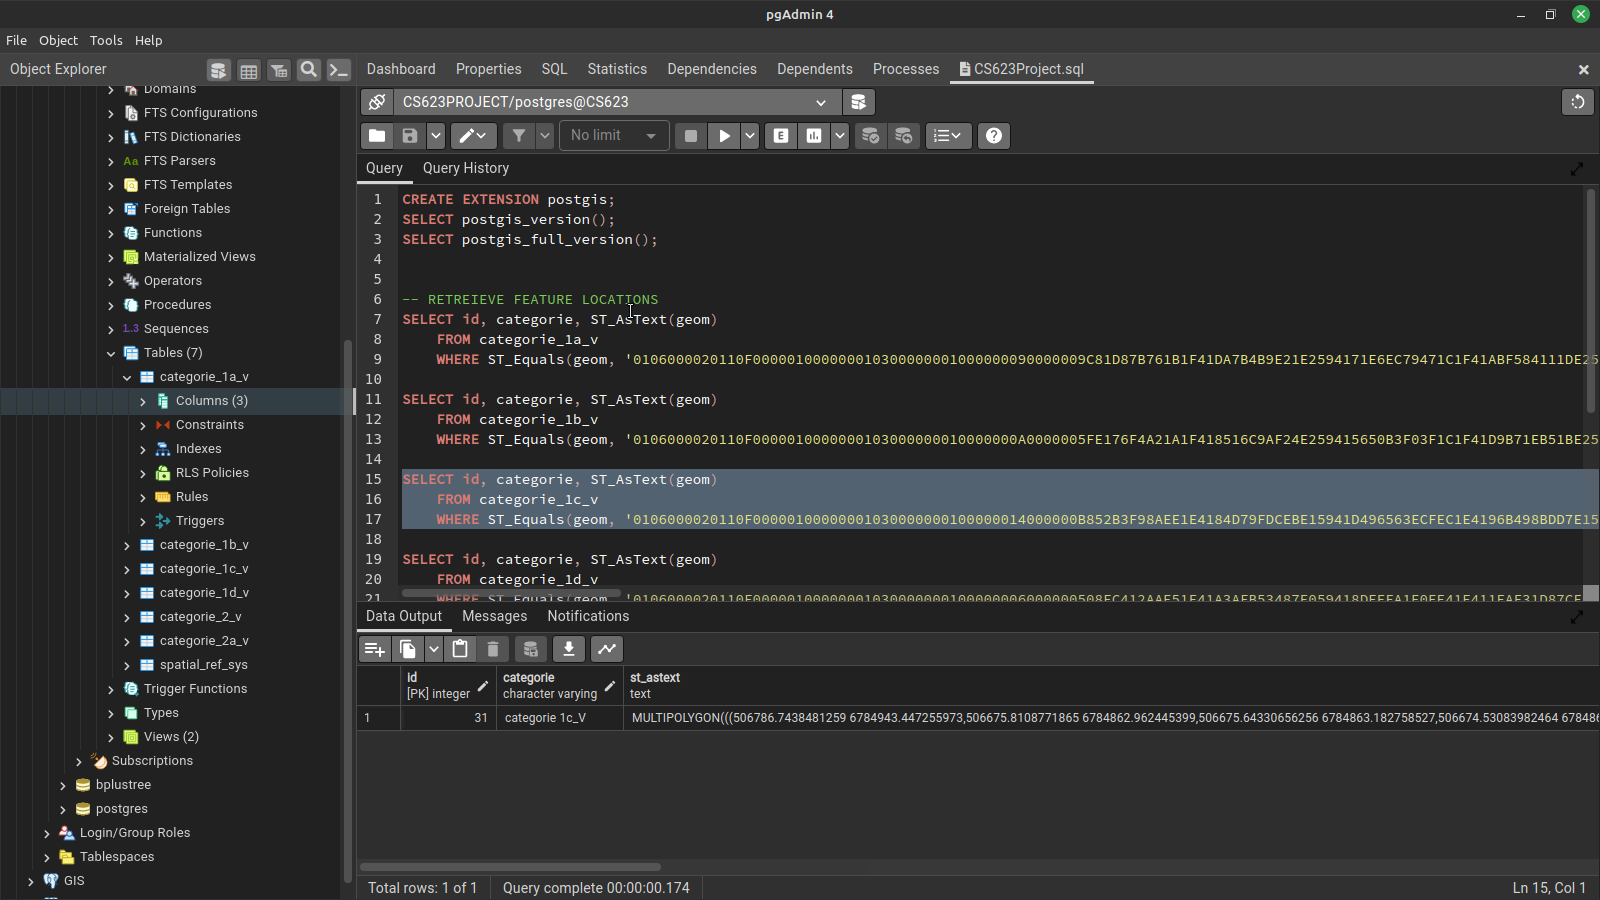 pgAdmin 4
File Object Tools Help
Object Explorer
Dashboard Properties SQL Statistics Dependencies Dependents Processes CS623Project.sql
Domains
FTS Configurations
FTS Dictionaries
Aa FTS Parsers
FTS Templates
Foreign Tables
Functions
Materialized Views
Operators
Procedures
1.3 Sequences
Tables (7)
categorie_1a_v
Columns (3)
Constraints
Indexes
RLS Policies
Rules
Triggers
categorie_1b_v
categorie_1c_v
categorie_1d_v
categorie_2_v
categorie_2a_v
spatial_ref_sys
Trigger Functions
Types
Views (2)
Subscriptions
bplustree
postgres
Login/Group Roles
Tablespaces
GIS
CS623PROJECT/postgres@CS623
No limit
E
Query Query History
1 CREATE EXTENSION postgis;
2 SELECT postgis_version();
3 SELECT postgis_full_version();
4
5
6 -- RETREIEVE FEATURE LOCATIONS
7 SELECT id, categorie, ST_AsText(geom)
8 FROM categorie_1a_v
9 WHERE ST_Equals(geom,
10
11 SELECT id, categorie, ST_AsText(geom)
12 FROM categorie_1b_v
13 WHERE ST_Equals(geom,
14
15 SELECT id, categorie, ST_AsText(geom)
16 FROM categorie_1c_v
17 WHERE ST_Equals(geom,
18
19 SELECT id, categorie, ST_AsText(geom)
20 FROM categorie_1d_v
21 WHERE ST_Equals(geom,
Data Output Messages Notifications
id categorie st_astext
[PK] integer character varying text
1 31 categorie 1c_V MULTIPOLYGON(((506786.7438481259 6784943.447255973,506675.8108771865 6784862.962445399,506675.64330656256 6784863.182758527,506674.53083982464
Total rows: 1 of 1 Query complete 00:00:00.174 Ln 15, Col 1